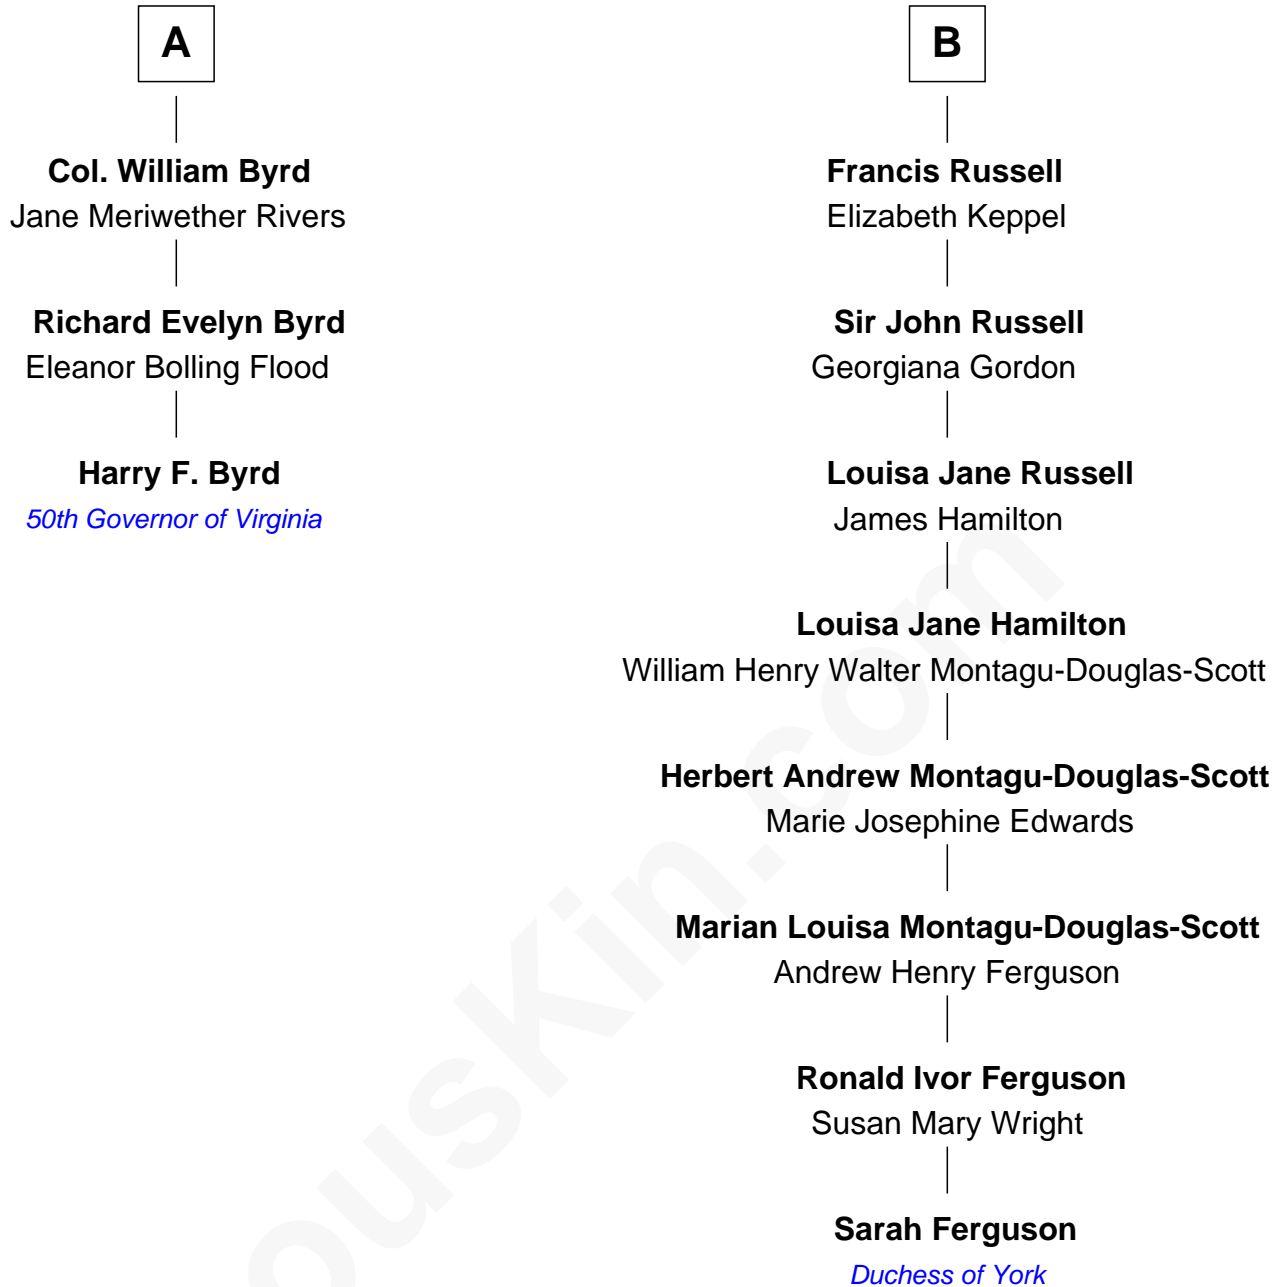 A
Col. William Byrd
Jane Meriwether Rivers
Richard Evelyn Byrd
Eleanor Bolling Flood
Harry F. Byrd
50th Governor of Virginia
B
Francis Russell
Elizabeth Keppel
Sir John Russell
Georgiana Gordon
Louisa Jane Russell
James Hamilton
Louisa Jane Hamilton
William Henry Walter Montagu-Douglas-Scott
Herbert Andrew Montagu-Douglas-Scott
Marie Josephine Edwards
Marian Louisa Montagu-Douglas-Scott
Andrew Henry Ferguson
Ronald Ivor Ferguson
Susan Mary Wright
Sarah Ferguson
Duchess of York
ousKin.com